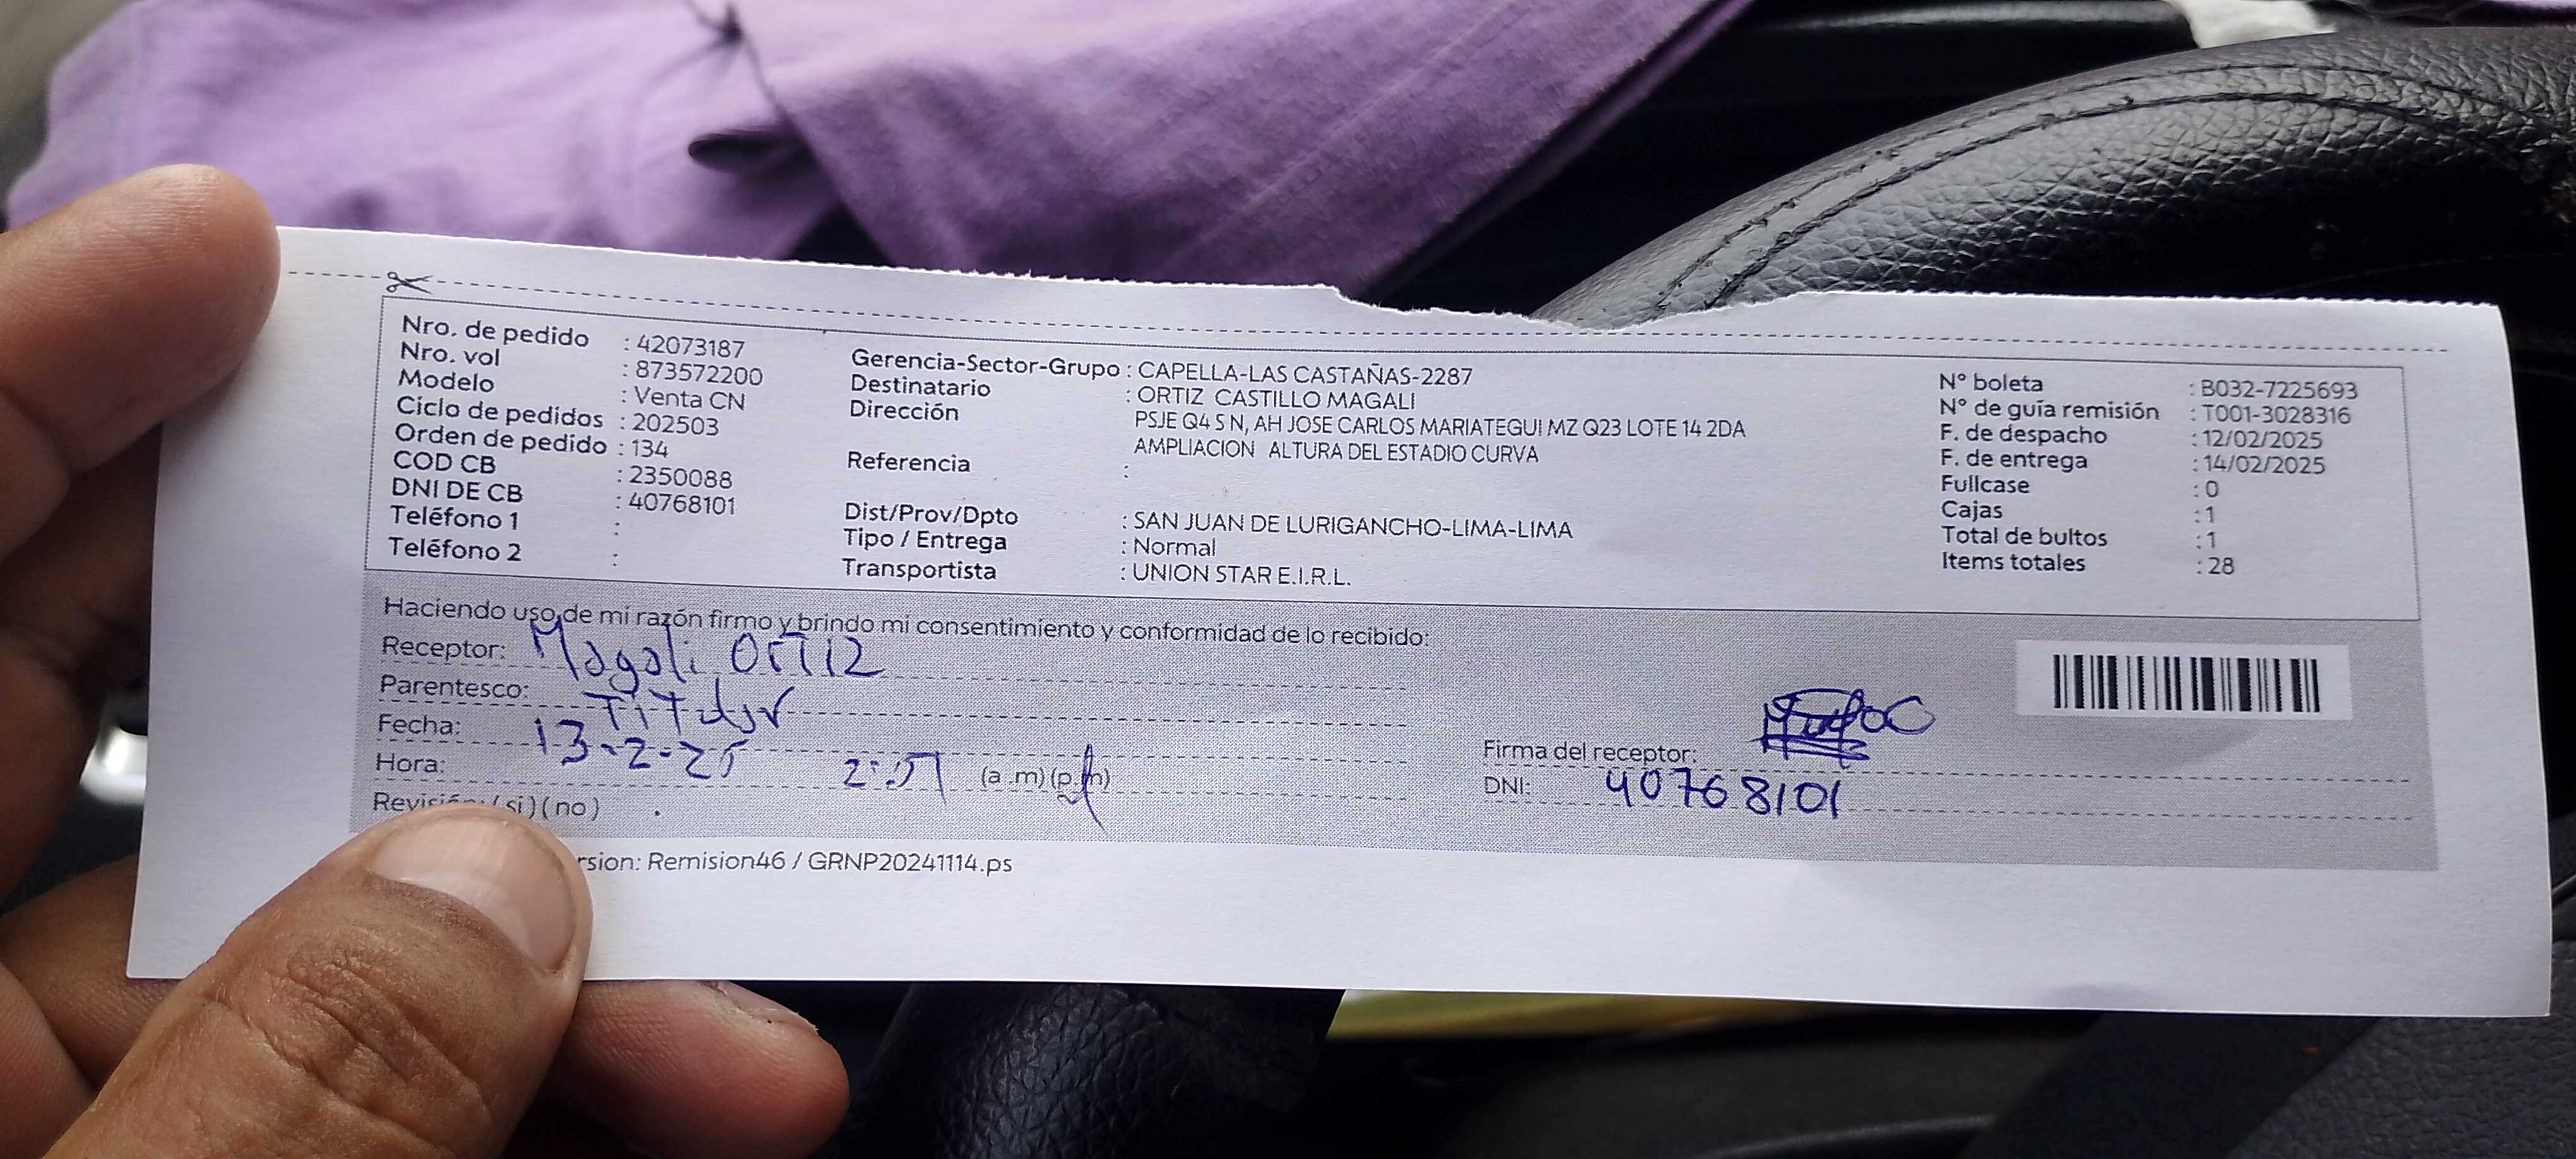 Nro. de pedido : 42073187
Nro. vol : 873572200
Modelo : Venta CN
Ciclo de pedidos : 202503
Orden de pedido : 134
COD CB : 2350088
DNI DE CB : 40768101
Teléfono 1 :
Teléfono 2 :
Gerencia-Sector-Grupo : CAPELLA-LAS CASTAÑAS-2287
Destinatario : ORTIZ CASTILLO MAGALI
Dirección PSJE Q4 S N, AH JOSE CARLOS MARIATEGUI MZ Q23 LOTE 14 2DA
AMPLIACION ALTURA DEL ESTADIO CURVA
Referencia :
Dist/Prov/Dpto : SAN JUAN DE LURIGANCHO-LIMA-LIMA
Tipo / Entrega : Normal
Transportista : UNION STAR E.I.R.L.
N° boleta : B032-7225693
N° de guía remisión : T001-3028316
F. de despacho : 12/02/2025
F. de entrega : 14/02/2025
Fullcase : 0
Cajas : 1
Total de bultos : 1
Items totales : 28
Haciendo uso de mi razón firmo y brindo mi consentimiento y conformidad de lo recibido:
Receptor: Magali Ortiz
Parentesco: Titular
Fecha: 13-2-25
Hora: (a.m) (p.m)
(si) (no)
Firma del receptor:
DNI: 40768101
rsion: Remision46 / GRNP20241114.ps